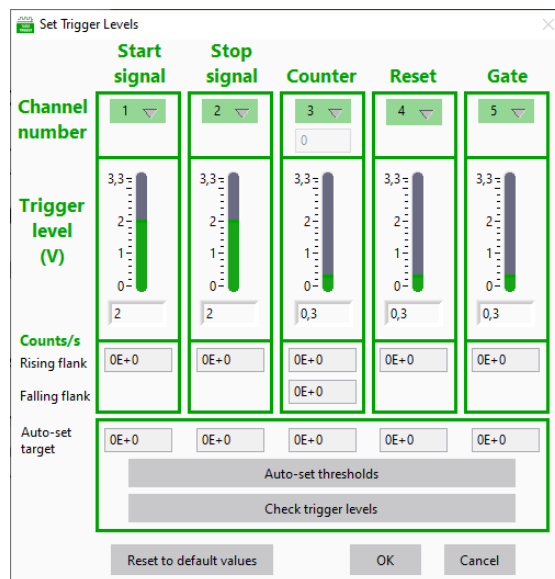 Set Trigger Levels
Start signal
Stop signal
Counter
Reset
Gate
Channel number
1
2
3
4
5
0
Trigger level (V)
3,3 3,3 3,3 3,3 3,3
2 2 2 2 2
1 1 1 1 1
0 0 0 0 0
2 2 0,3 0,3 0,3
Counts/s
Rising flank 0E+0 0E+0 0E+0 0E+0 0E+0
Falling flank 0E+0
Auto-set target 0E+0 0E+0 0E+0 0E+0 0E+0
Auto-set thresholds
Check trigger levels
Reset to default values OK Cancel